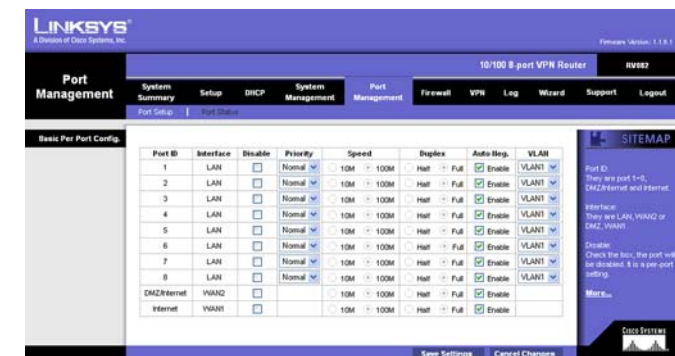 LINKSYS®
A Division of Cisco Systems, Inc.
Firmware Version: 1.1.6.1
10/100 8-port VPN Router RV082
Port Management
System Summary Setup DHCP System Management Port Management Firewall VPN Log Wizard Support Logout
Port Setup | Port Status
Basic Per Port Config.
Port ID Interface Disable Priority Speed Duplex Auto Neg. VLAN
1 LAN Normal 10M 100M Half Full Enable VLAN1
2 LAN Normal 10M 100M Half Full Enable VLAN1
3 LAN Normal 10M 100M Half Full Enable VLAN1
4 LAN Normal 10M 100M Half Full Enable VLAN1
5 LAN Normal 10M 100M Half Full Enable VLAN1
6 LAN Normal 10M 100M Half Full Enable VLAN1
7 LAN Normal 10M 100M Half Full Enable VLAN1
8 LAN Normal 10M 100M Half Full Enable VLAN1
DMZ/Internet WAN2 10M 100M Half Full Enable
Internet WAN1 10M 100M Half Full Enable
SITEMAP
Port ID:
They are port 1~8,
DMZ/Internet and Internet.
Interface:
They are LAN, WAN2 or
DMZ, WAN1.
Disable:
Check the box, the port will
be disabled. It is a per-port
setting.
More...
Save Settings Cancel Changes
CISCO SYSTEMS